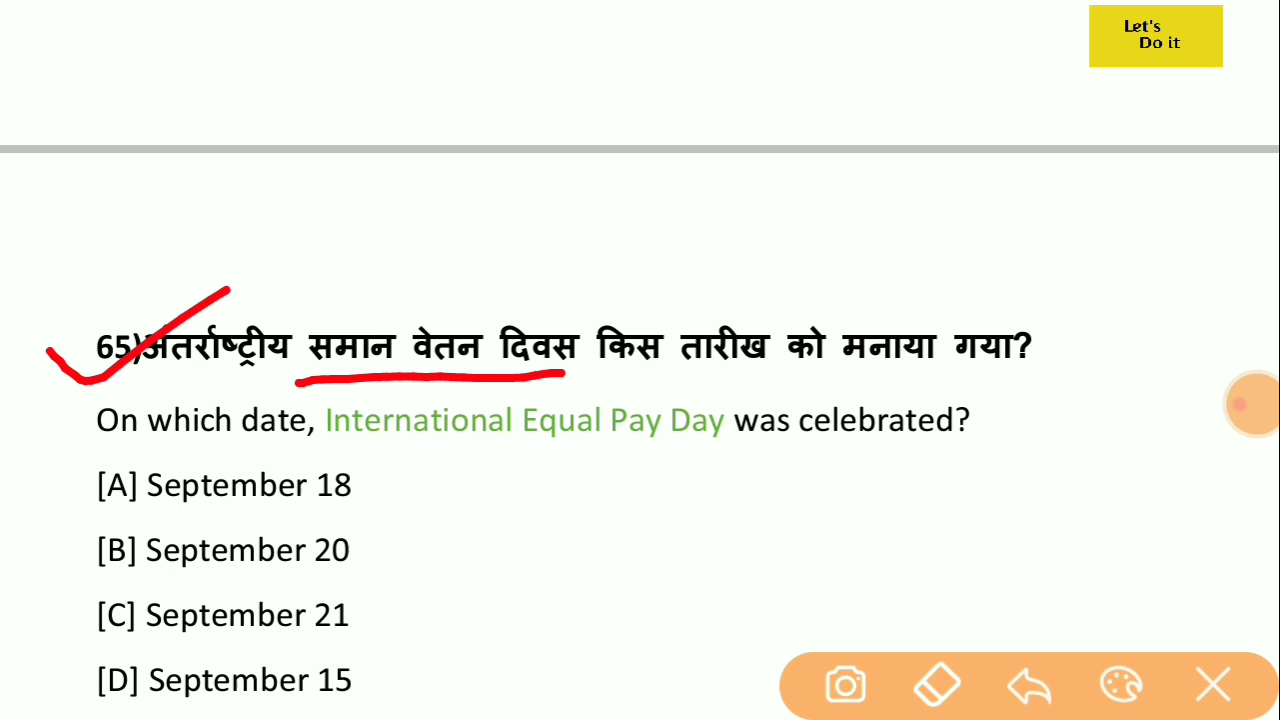 Let's
Do it
65)अंतर्राष्ट्रीय समान वेतन दिवस किस तारीख को मनाया गया?
On which date, International Equal Pay Day was celebrated?
[A] September 18
[B] September 20
[C] September 21
[D] September 15